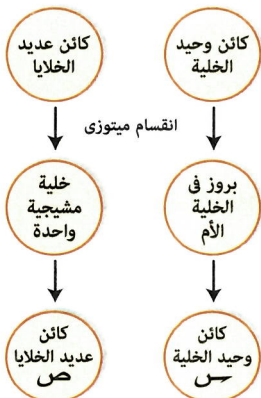 كائن وحيد
الخلية
كائن عديد
الخلايا
انقسام ميتوزى
بروز فى
الخلية
الأم
خلية
مشيجية
واحدة
كائن
وحيد الخلية
س
كائن
عديد الخلايا
ص